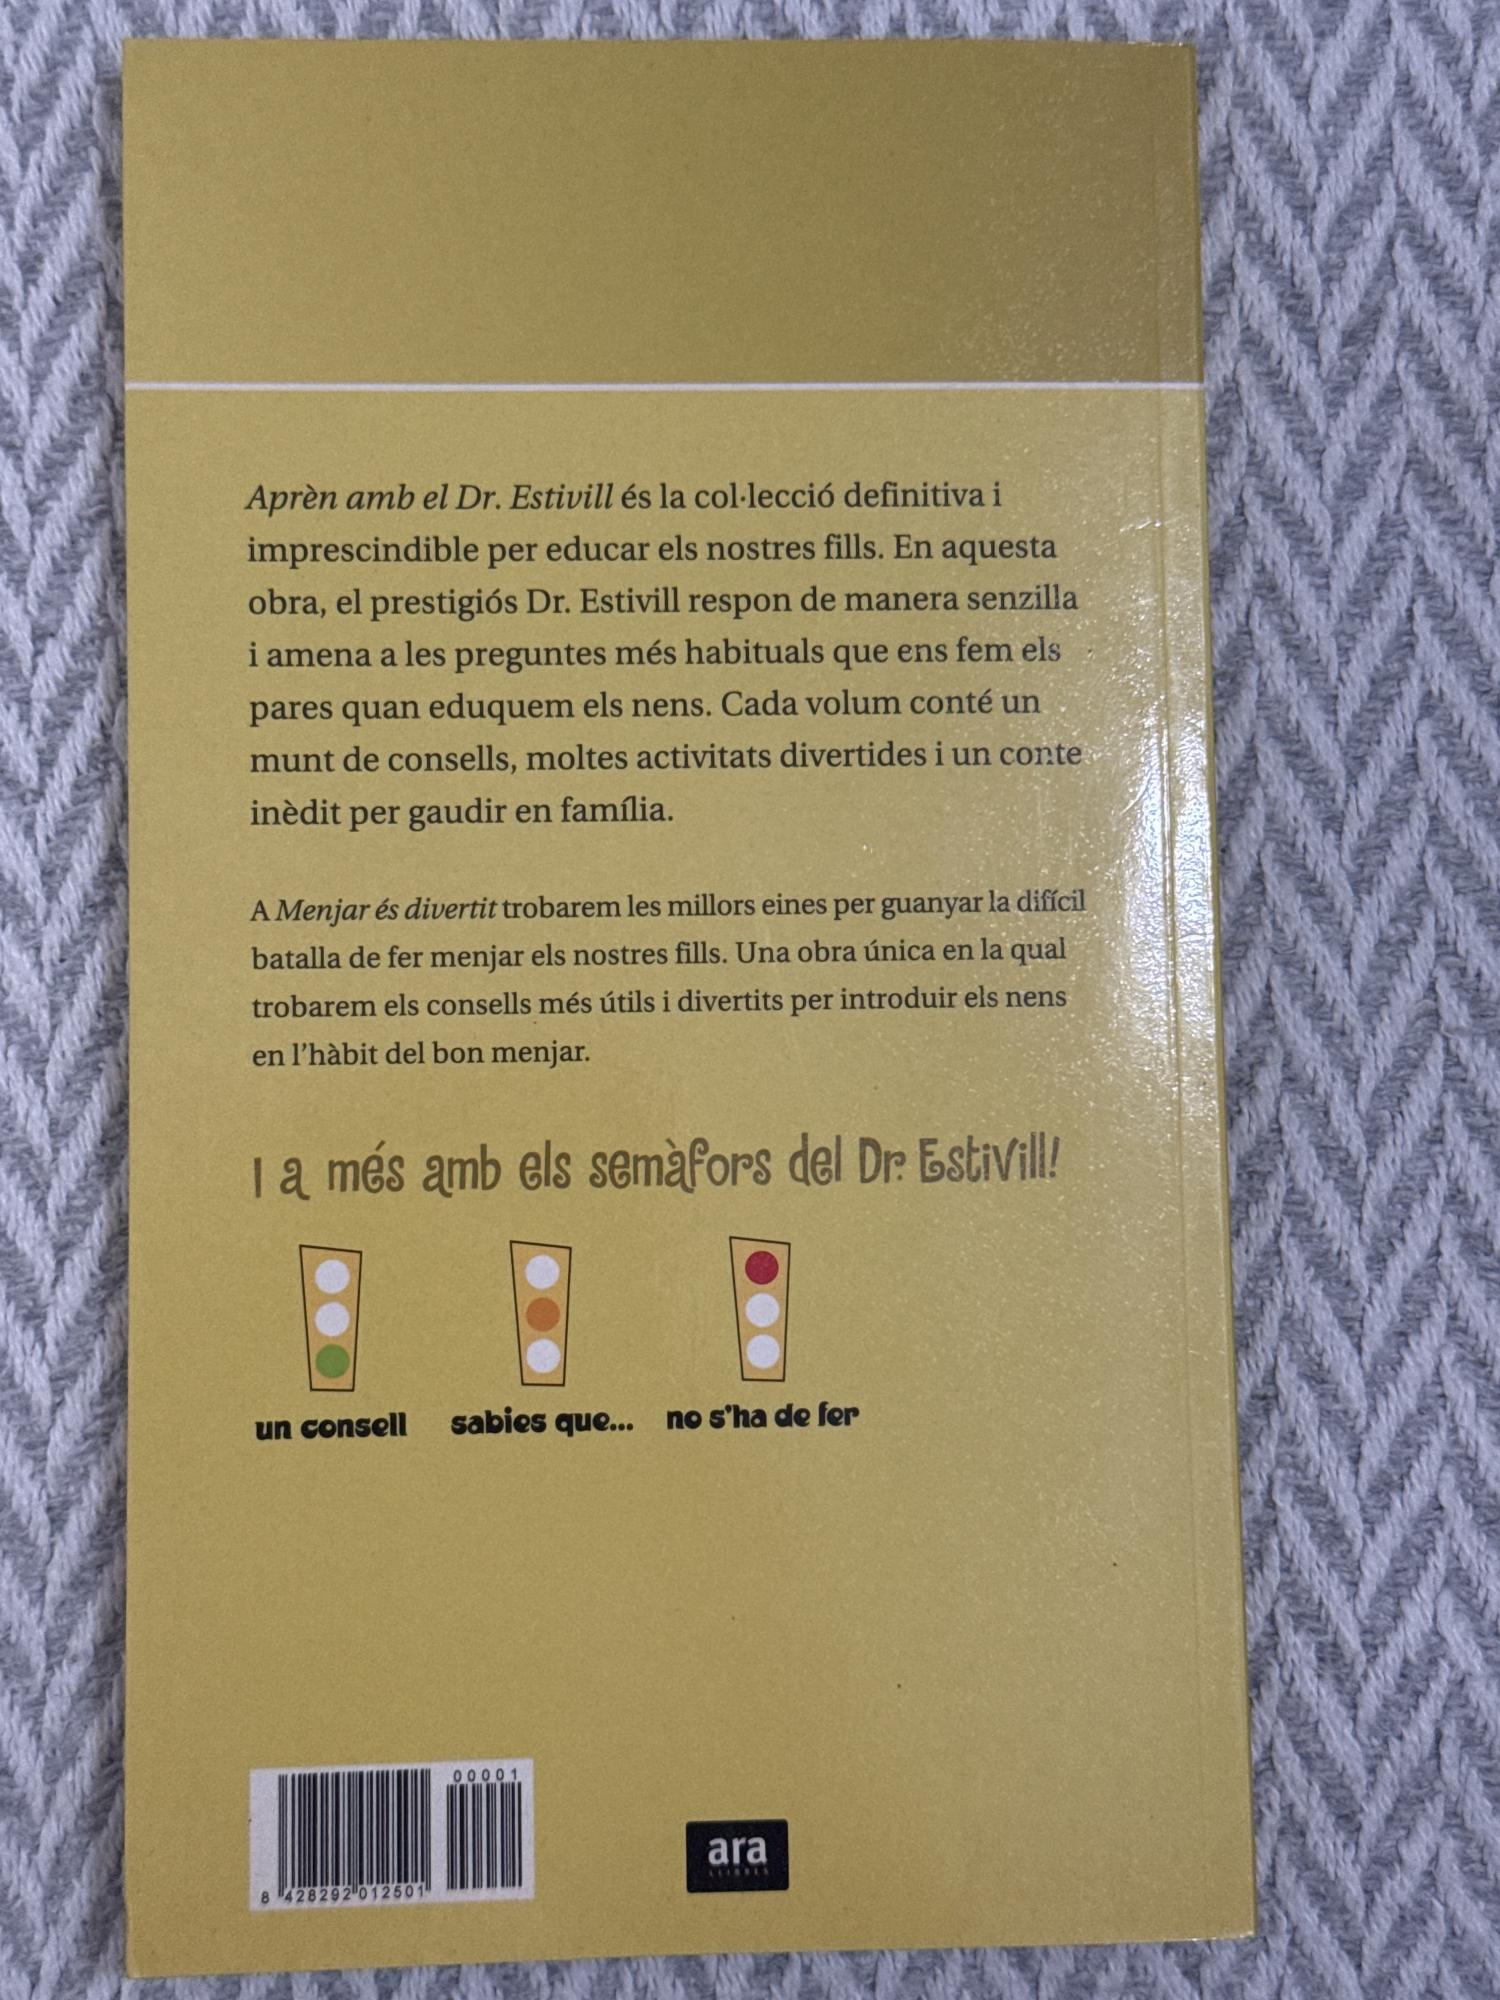 Aprèn amb el Dr. Estivill és la col·lecció definitiva i
imprescindible per educar els nostres fills. En aquesta
obra, el prestigiós Dr. Estivill respon de manera senzilla
i amena a les preguntes més habituals que ens fem els
pares quan eduquem els nens. Cada volum conté un
munt de consells, moltes activitats divertides i un conte
inèdit per gaudir en família.
A Menjar és divertit trobarem les millors eines per guanyar la difícil
batalla de fer menjar els nostres fills. Una obra única en la qual
trobarem els consells més útils i divertits per introduir els nens
en l'hàbit del bon menjar.
I a més amb els semàfors del Dr. Estivill!
un consell
sabies que...
no s'ha de fer
00001
8 428292 012501
ara
LLIBRES